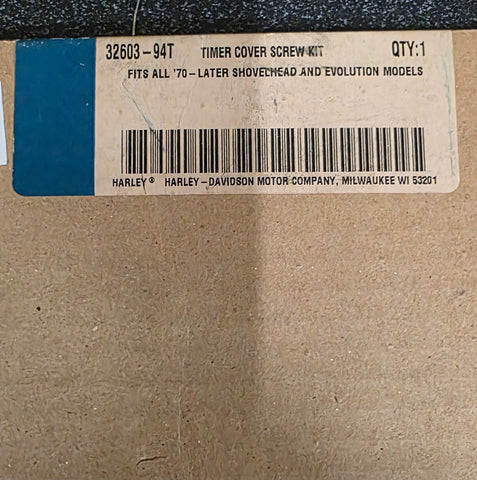 32603-94T TIMER COVER SCREW KIT QTY:1
FITS ALL '70-LATER SHOVELHEAD AND EVOLUTION MODELS
HARLEY® HARLEY-DAVIDSON MOTOR COMPANY, MILWAUKEE WI 53201